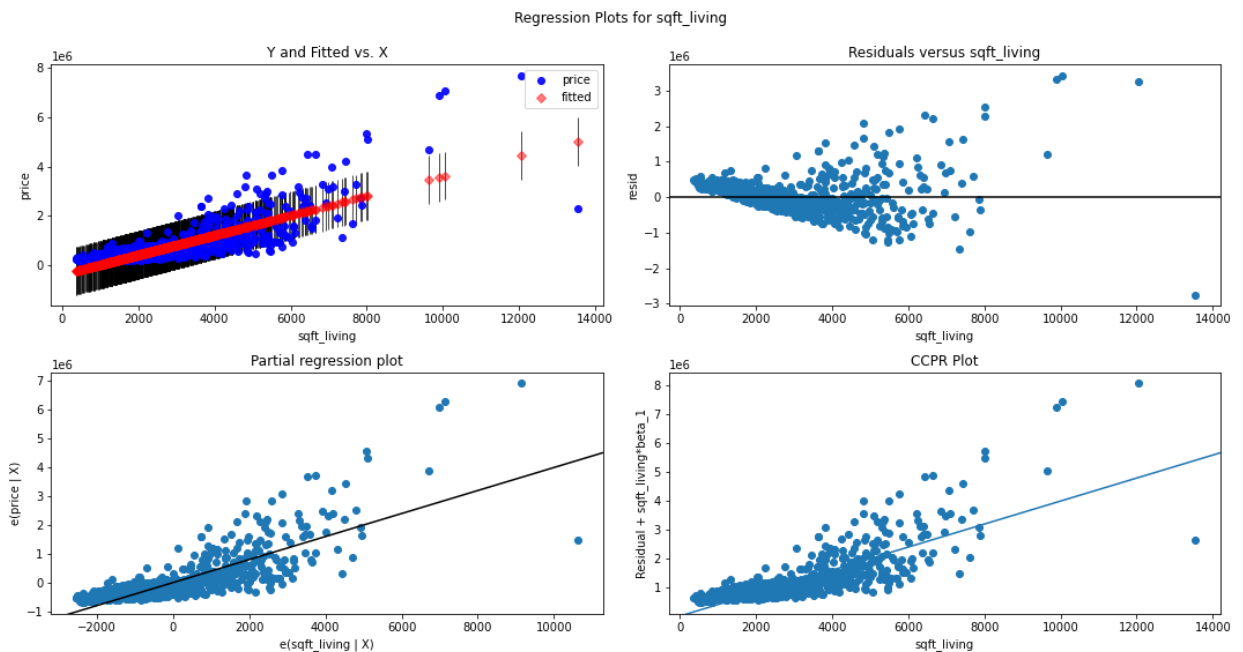 Regression Plots for sqft_living
Y and Fitted vs. X
1e6
8
6
4
2
0
price
price
fitted
0 2000 4000 6000 8000 10000 12000 14000
sqft_living
Residuals versus sqft_living
1e6
3
2
1
0
−1
−2
−3
resid
0 2000 4000 6000 8000 10000 12000 14000
sqft_living
Partial regression plot
1e6
7
6
5
4
3
2
1
0
−1
e(price | X)
−2000 0 2000 4000 6000 8000 10000
e(sqft_living | X)
CCPR Plot
1e6
8
7
6
5
4
3
2
1
Residual + sqft_living*beta_1
0 2000 4000 6000 8000 10000 12000 14000
sqft_living